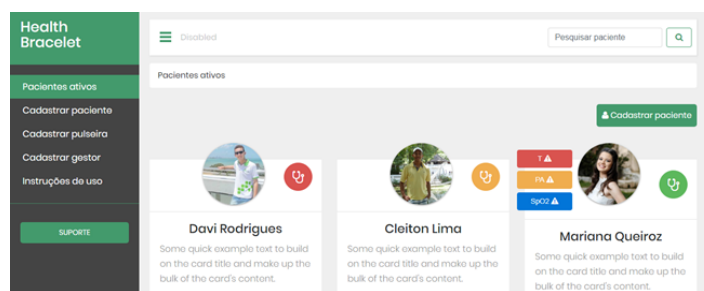 Health
Bracelet
Disabled
Pesquisar paciente
Pacientes ativos
Pacientes ativos
Cadastrar paciente
Cadastrar pulseira
Cadastrar gestor
Instruções de uso
SUPORTE
Cadastrar paciente
Davi Rodrigues
Some quick example text to build
on the card title and make up the
bulk of the card's content.
Cleiton Lima
Some quick example text to build
on the card title and make up the
bulk of the card's content.
T
PA
SpO2
Mariana Queiroz
Some quick example text to build
on the card title and make up the
bulk of the card's content.